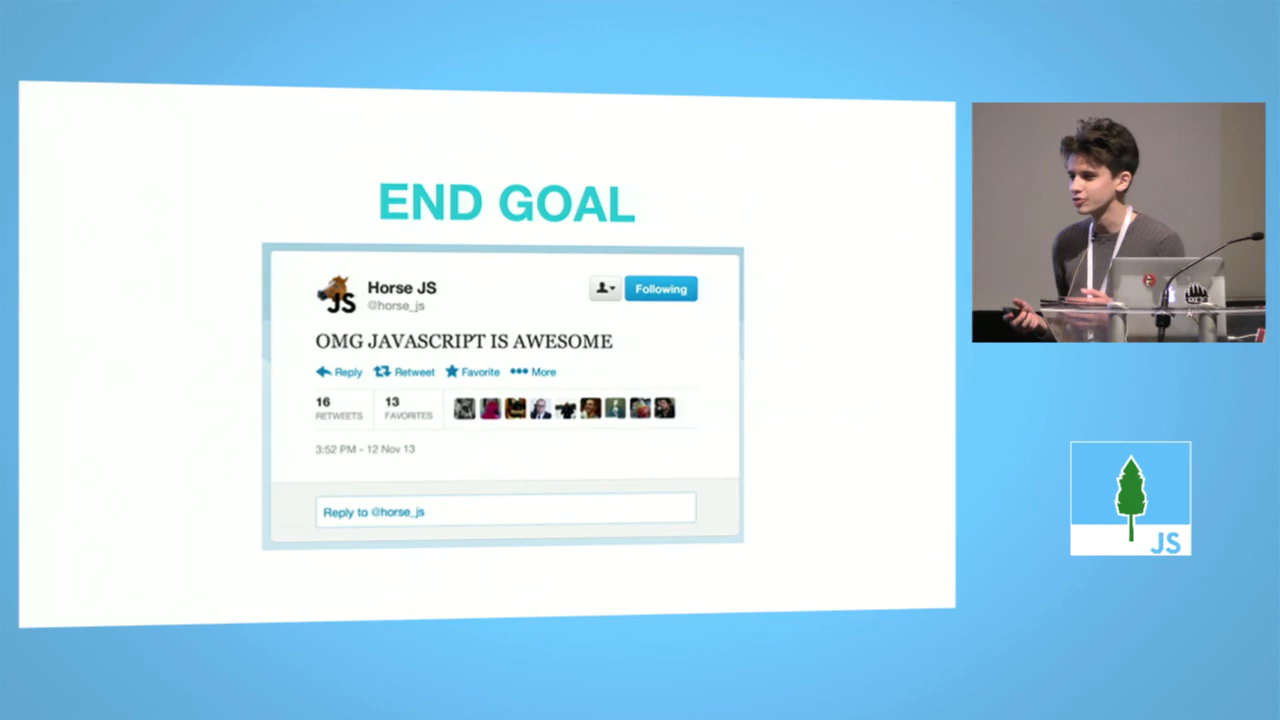 END GOAL
JS
Horse JS
@horse_js
Following
OMG JAVASCRIPT IS AWESOME
Reply Retweet Favorite More
16 13
RETWEETS FAVORITES
3:52 PM - 12 Nov 13
Reply to @horse_js
JS